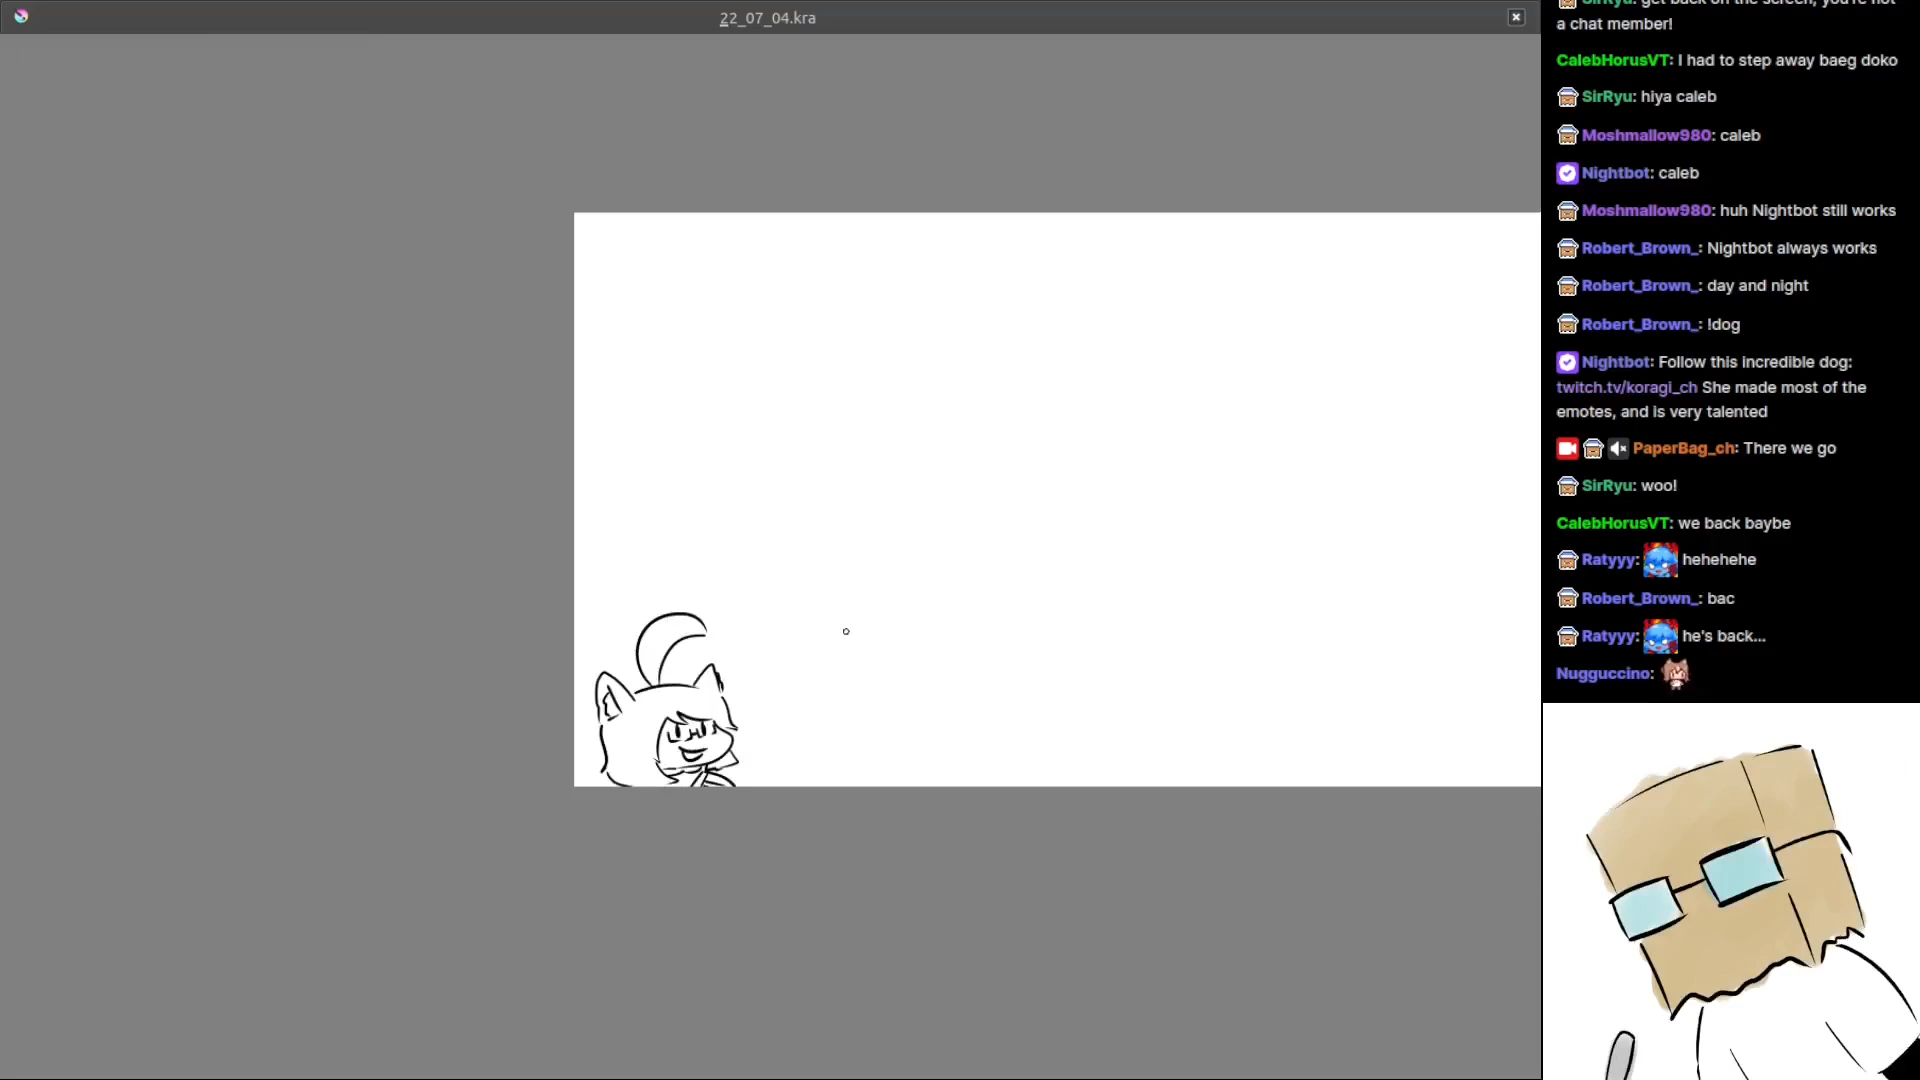 22_07_04.kra
a chat member!
CalebHorusVT: I had to step away baeg doko
SirRyu: hiya caleb
Moshmallow980: caleb
Nightbot: caleb
Moshmallow980: huh Nightbot still works
Robert_Brown_: Nightbot always works
Robert_Brown_: day and night
Robert_Brown_: !dog
Nightbot: Follow this incredible dog:
twitch.tv/koragi_ch She made most of the
emotes, and is very talented
PaperBag_ch: There we go
SirRyu: woo!
CalebHorusVT: we back baybe
Ratyyy: hehehehe
Robert_Brown_: bac
Ratyyy: he's back...
Nugguccino: